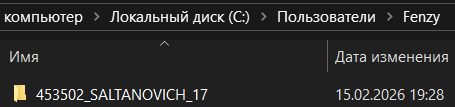 компьютер > Локальный диск (C:) > Пользователи > Fenzy
Имя Дата изменения
453502_SALTANOVICH_17 15.02.2026 19:28